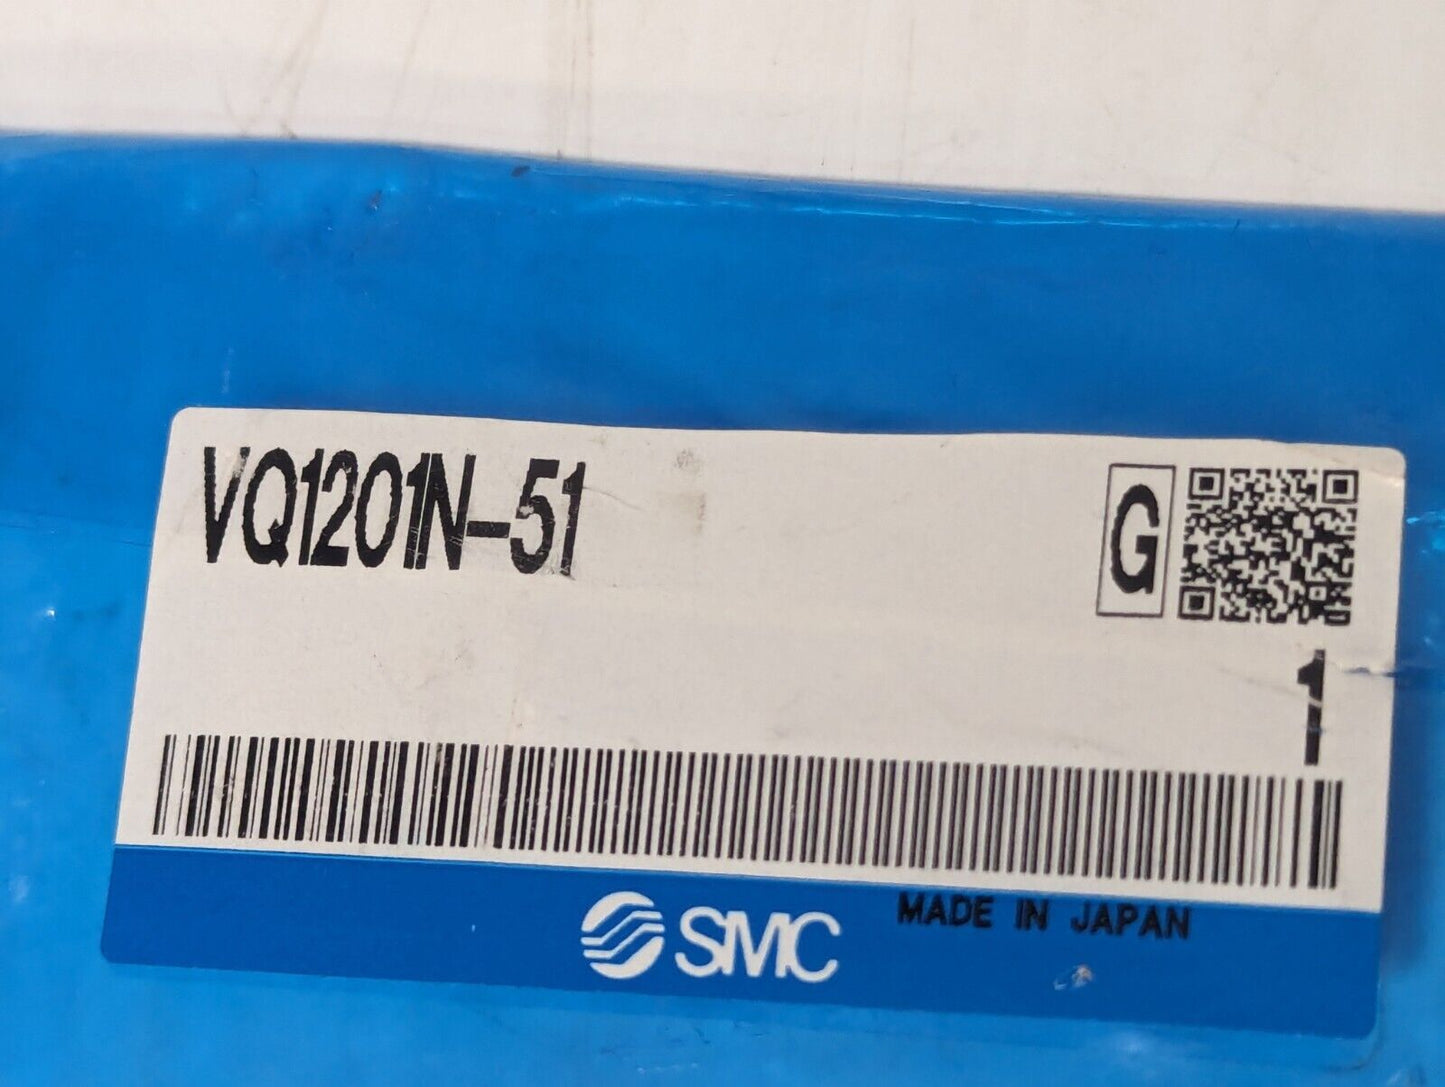 VQ1201N-51
G
1
SMC
MADE IN JAPAN